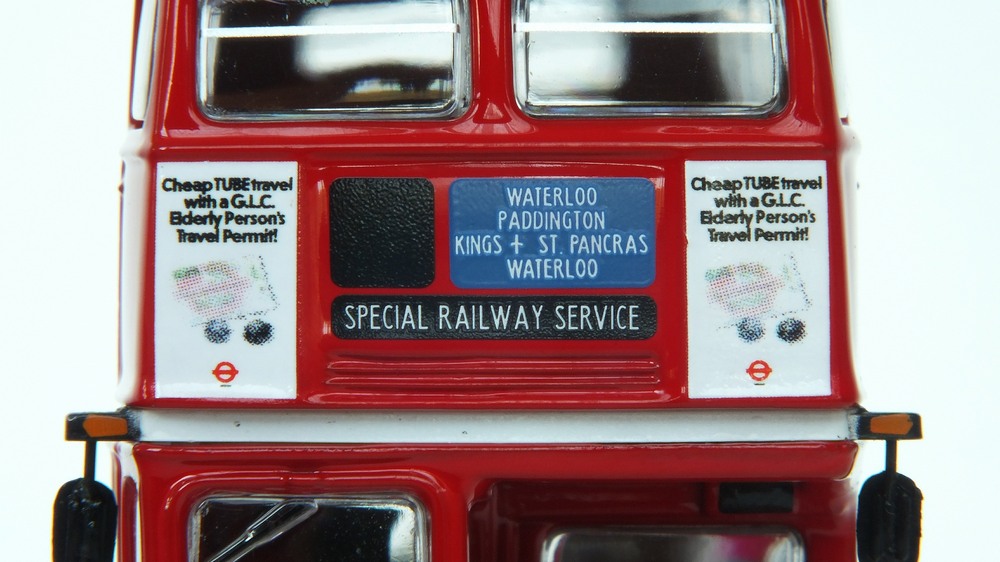 Cheap TUBE travel
with a G.L.C.
Elderly Person's
Travel Permit!
WATERLOO
PADDINGTON
KINGS + ST. PANCRAS
WATERLOO
SPECIAL RAILWAY SERVICE
Cheap TUBE travel
with a G.L.C.
Elderly Person's
Travel Permit!